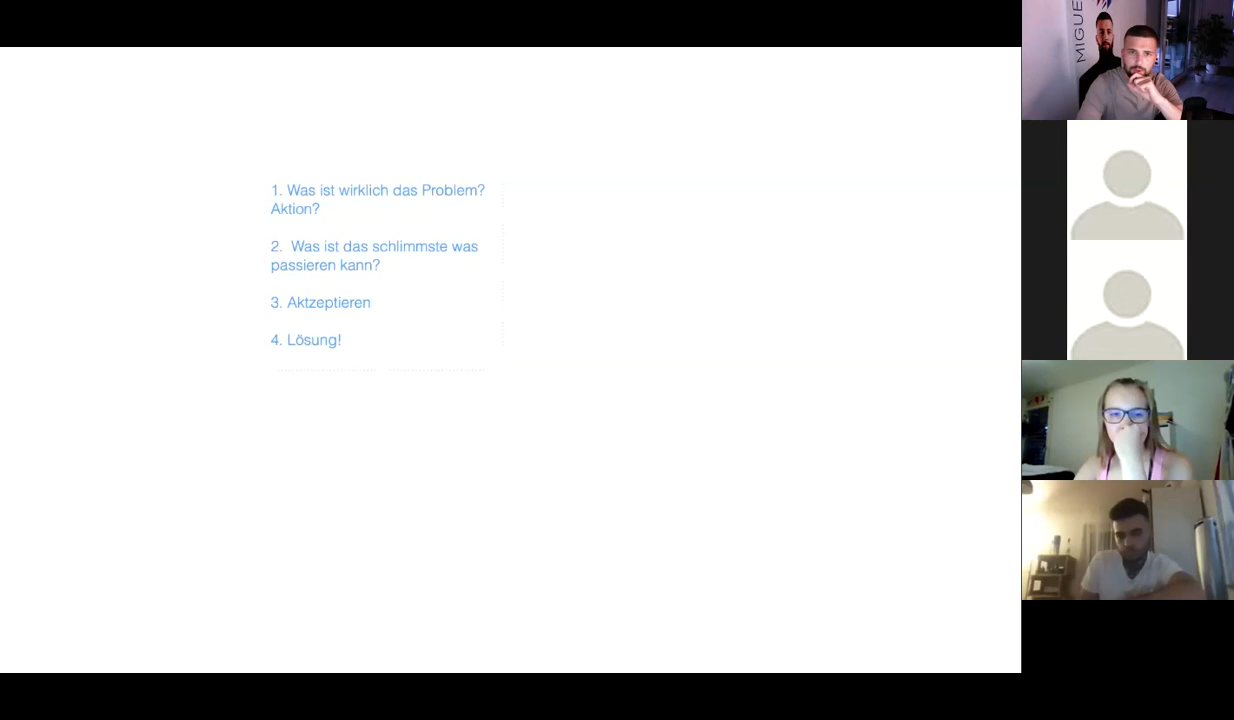 1. Was ist wirklich das Problem?
Aktion?
2.  Was ist das schlimmste was
passieren kann?
3. Aktzeptieren
4. Lösung!
MIGUE